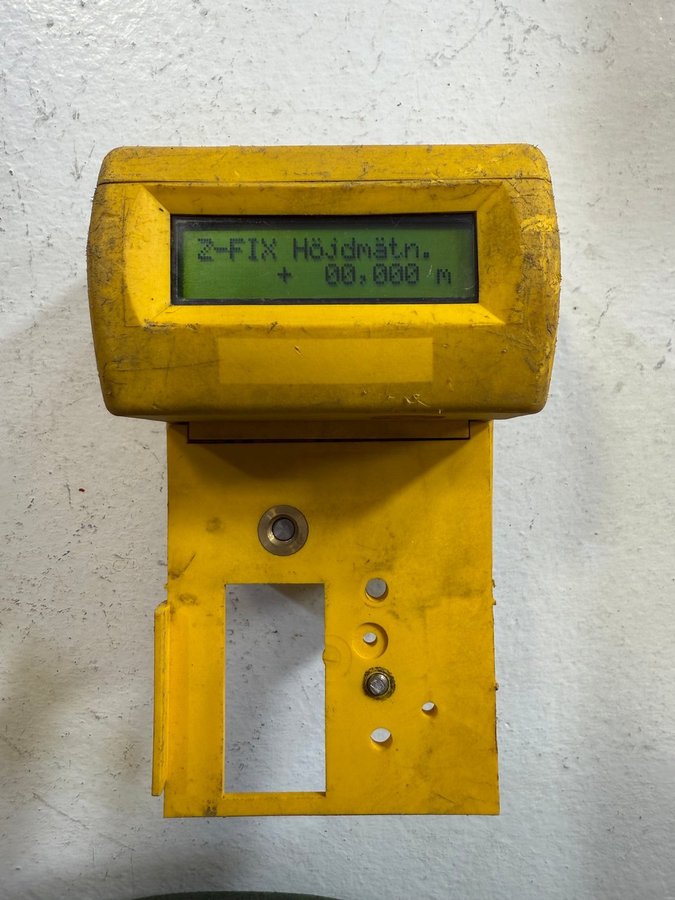 Z-FIX Höjdmätn.
+ 00,000 m